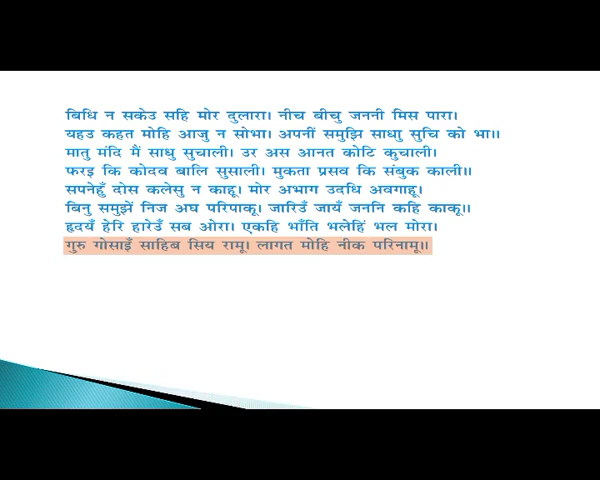 बिधि न सकेउ सहि मोर दुलारा। नीच बीचु जननी मिस पारा।
यहउ कहत मोहि आजु न सोभा। अपनीं समुझि साधाु सुचि को भा॥
मातु मंदि मैं साधु सुचाली। उर अस आनत कोटि कुचाली।
फरइ कि कोदव बालि सुसाली। मुकता प्रसव कि संबुक काली॥
सपनेहुँ दोस कलेसु न काहू। मोर अभाग उदधि अवगाहू।
बिनु समुझें निज अघ परिपाकू। जारिउँ जायँ जननि कहि काकू॥
हृदयँ हेरि हारेउँ सब ओरा। एकहि भाँति भलेहिं भल मोरा।
गुरु गोसाइँ साहिब सिय रामू। लागत मोहि नीक परिनामू॥